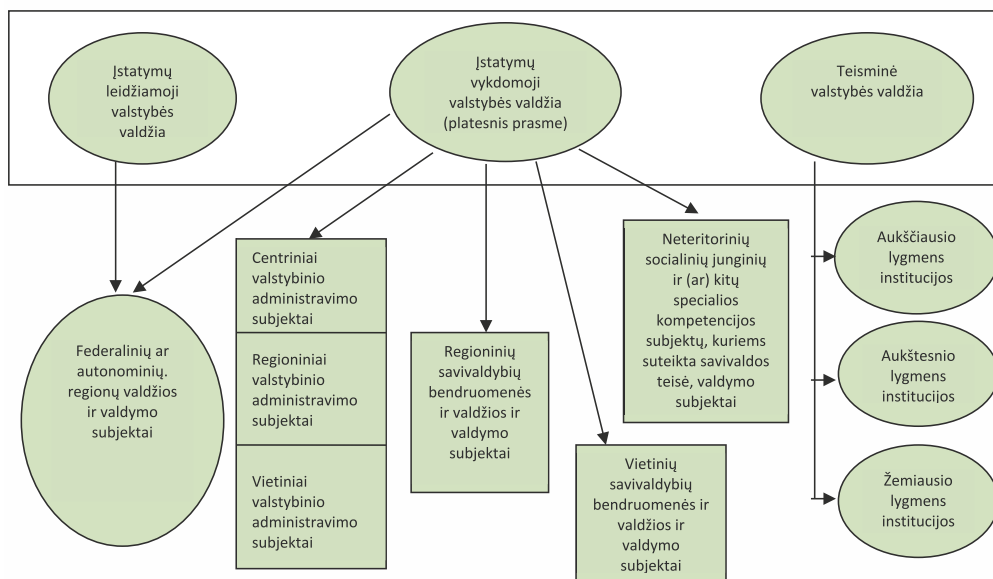 Įstatymų
leidžiamoji
valstybės
valdžia
Įstatymų
vykdomoji
valstybės valdžia
(platesnis prasme)
Teisminė
valstybės valdžia
Federalinių ar
autonominių.
regionų valdžios
ir valdymo
subjektai
Centriniai
valstybinio
administravimo
subjektai
Regioniniai
valstybinio
administravimo
subjektai
Vietiniai
valstybinio
administravimo
subjektai
Regioninių
savivaldybių
bendruomenės
ir valdžios ir
valdymo
subjektai
Vietinių
savivaldybių
bendruomenės ir
valdžios ir
valdymo
subjektai
Neteritorinių
socialinių junginių
ir (ar) kitų
specialios
kompetencijos
subjektų, kuriems
suteikta savivaldos
teisė, valdymo
subjektai
Aukščiausio
lygmens
institucijos
Aukštesnio
lygmens
institucijos
Žemiausio
lygmens
institucijos